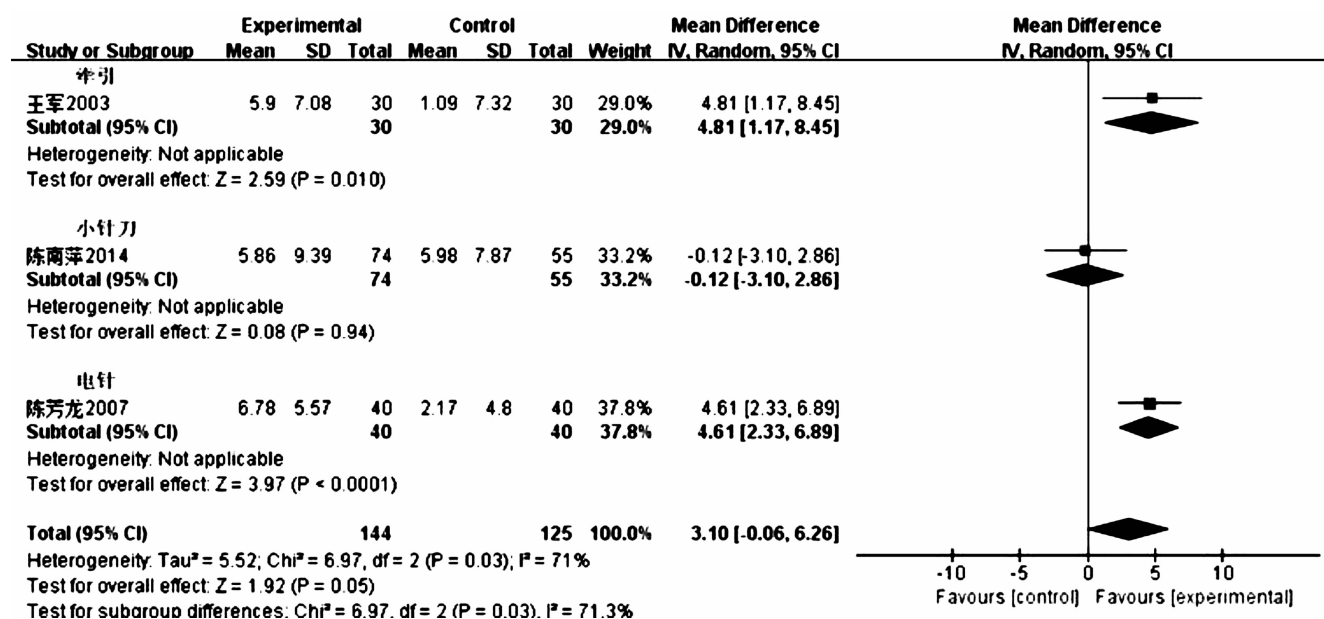 Experimental Control Mean Difference Mean Difference
Study or Subgroup Mean SD Total Mean SD Total Weight IV, Random, 95% CI IV, Random, 95% CI
牵引
王军2003 5.9 7.08 30 1.09 7.32 30 29.0% 4.81 [1.17, 8.45]
Subtotal (95% CI) 30 30 29.0% 4.81 [1.17, 8.45]
Heterogeneity: Not applicable
Test for overall effect: Z = 2.59 (P = 0.010)
小针刀
陈南萍2014 5.86 9.39 74 5.98 7.87 55 33.2% -0.12 [-3.10, 2.86]
Subtotal (95% CI) 74 55 33.2% -0.12 [-3.10, 2.86]
Heterogeneity: Not applicable
Test for overall effect: Z = 0.08 (P = 0.94)
电针
陈芳龙2007 6.78 5.57 40 2.17 4.8 40 37.8% 4.61 [2.33, 6.89]
Subtotal (95% CI) 40 40 37.8% 4.61 [2.33, 6.89]
Heterogeneity: Not applicable
Test for overall effect: Z = 3.97 (P < 0.0001)
Total (95% CI) 144 125 100.0% 3.10 [-0.06, 6.26]
Heterogeneity: Tau² = 5.52; Chi² = 6.97, df = 2 (P = 0.03); I² = 71%
Test for overall effect: Z = 1.92 (P = 0.05)
Test for subgroup differences: Chi² = 6.97, df = 2 (P = 0.03), I² = 71.3%
-10 -5 0 5 10
Favours [control] Favours [experimental]